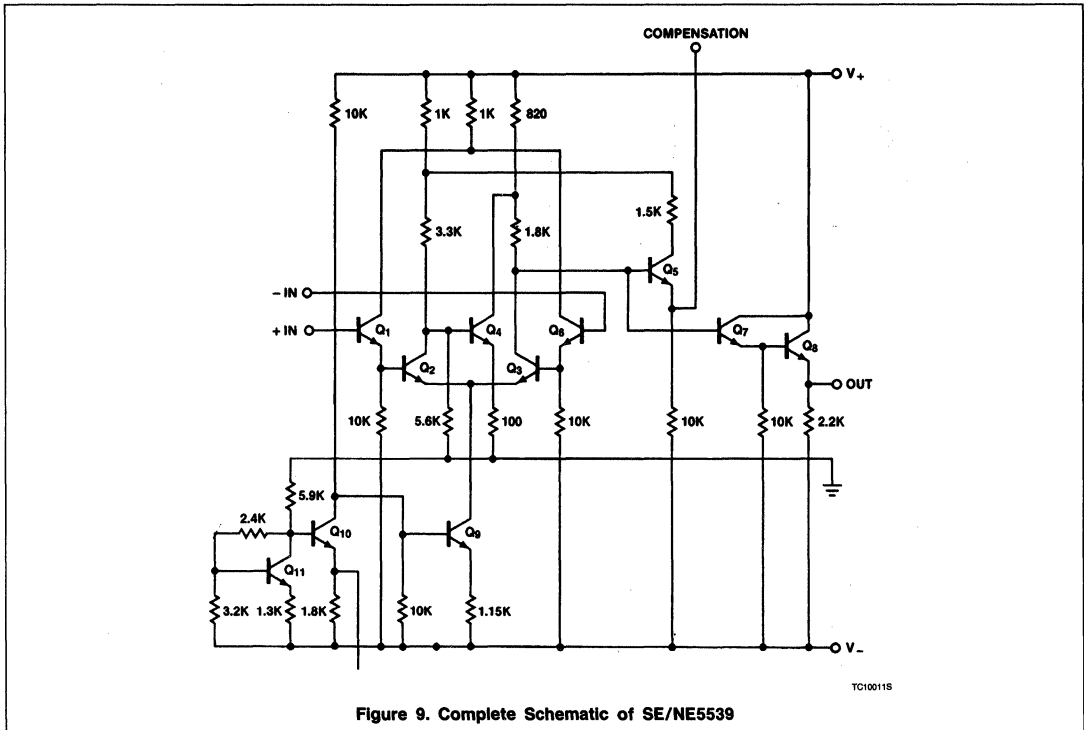 COMPENSATION
V+
10K
1K
1K
820
1.5K
3.3K
1.8K
Q5
– IN
+ IN
Q1
Q4
Q6
Q7
Q8
Q2
Q3
OUT
10K
5.6K
100
10K
10K
10K
2.2K
5.9K
2.4K
Q10
Q9
Q11
3.2K
1.3K
1.8K
10K
1.15K
V–
TC10011S
Figure 9. Complete Schematic of SE/NE5539